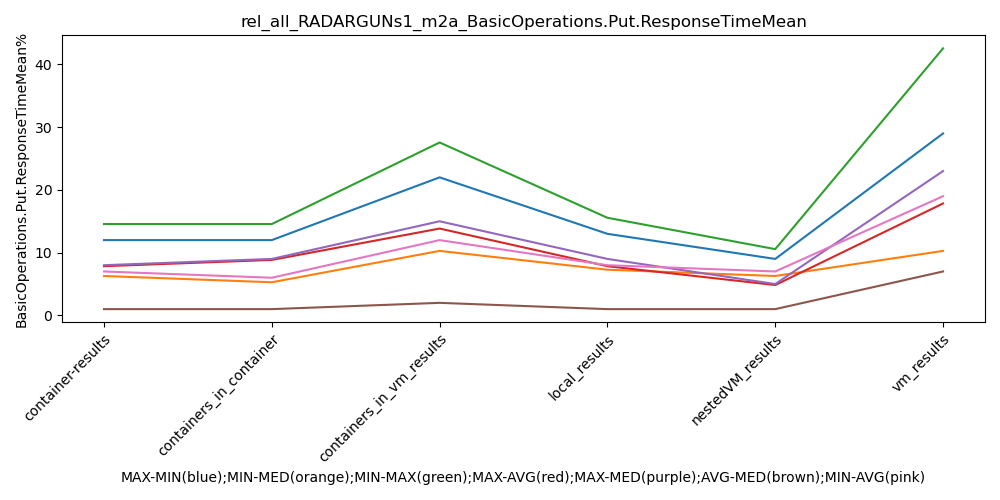 rel_all_RADARGUNs1_m2a_BasicOperations.Put.ResponseTimeMean
BasicOperations.Put.ResponseTimeMean%
40
30
20
10
0
container-results
containers_in_container
containers_in_vm_results
local_results
nestedVM_results
vm_results
MAX-MIN(blue);MIN-MED(orange);MIN-MAX(green);MAX-AVG(red);MAX-MED(purple);AVG-MED(brown);MIN-AVG(pink)